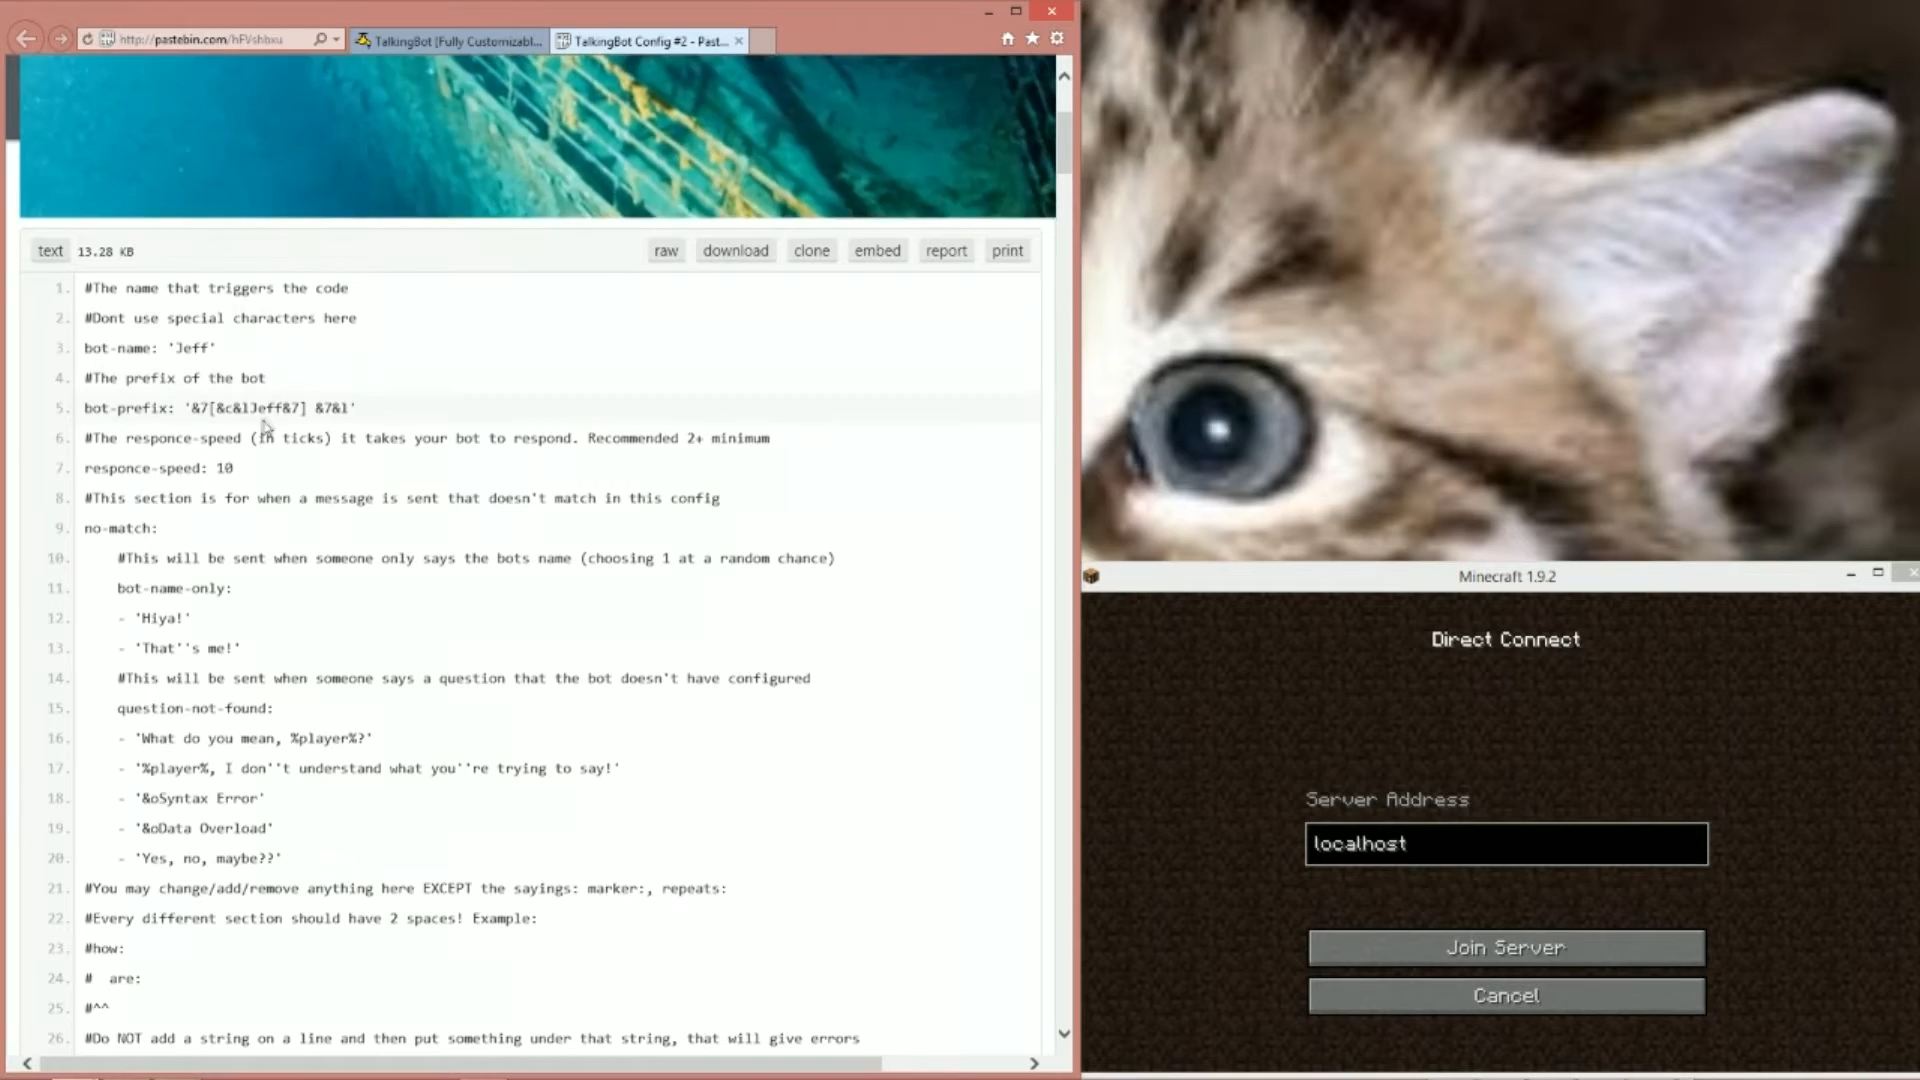 http://pastebin.com/hFVshbxu
TalkingBot [Fully Customizabl...
TalkingBot Config #2 - Past...
text 13.28 KB
raw download clone embed report print
1. #The name that triggers the code
2. #Dont use special characters here
3. bot-name: 'Jeff'
4. #The prefix of the bot
5. bot-prefix: '&7[&c&lJeff&7] &7&l'
6. #The responce-speed (in ticks) it takes your bot to respond. Recommended 2+ minimum
7. responce-speed: 10
8. #This section is for when a message is sent that doesn't match in this config
9. no-match:
10. #This will be sent when someone only says the bots name (choosing 1 at a random chance)
11. bot-name-only:
12. - 'Hiya!'
13. - 'That''s me!'
14. #This will be sent when someone says a question that the bot doesn't have configured
15. question-not-found:
16. - 'What do you mean, %player%?'
17. - '%player%, I don''t understand what you''re trying to say!'
18. - '&oSyntax Error'
19. - '&oData Overload'
20. - 'Yes, no, maybe??'
21. #You may change/add/remove anything here EXCEPT the sayings: marker:, repeats:
22. #Every different section should have 2 spaces! Example:
23. #how:
24. #  are:
25. #^^
26. #Do NOT add a string on a line and then put something under that string, that will give errors
Minecraft 1.9.2
Direct Connect
Server Address
localhost
Join Server
Cancel